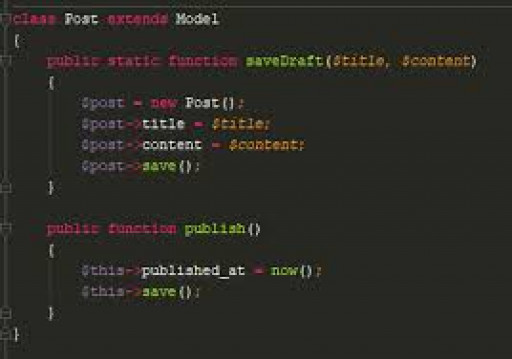 class Post extends Model
{
    public static function saveDraft($title, $content)
    {
        $post = new Post();
        $post->title = $title;
        $post->content = $content;
        $post->save();
    }

    public function publish()
    {
        $this->published_at = now();
        $this->save();
    }
}